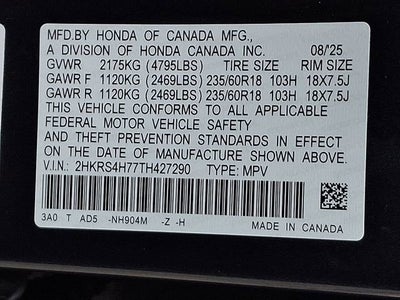 MFD.BY HONDA OF CANADA MFG.,
A DIVISION OF HONDA CANADA INC. 08/'25
GVWR 2175KG (4795LBS) TIRE SIZE RIM SIZE
GAWR F 1120KG (2469LBS) 235/60R18 103H 18X7.5J
GAWR R 1120KG (2469LBS) 235/60R18 103H 18X7.5J
THIS VEHICLE CONFORMS TO ALL APPLICABLE
FEDERAL MOTOR VEHICLE SAFETY
AND THEFT PREVENTION STANDARDS IN EFFECT
ON THE DATE OF MANUFACTURE SHOWN ABOVE.
V.I.N.: 2HKRS4H77TH427290 TYPE: MPV
3A0 T AD5 -NH904M -Z -H
MADE IN CANADA